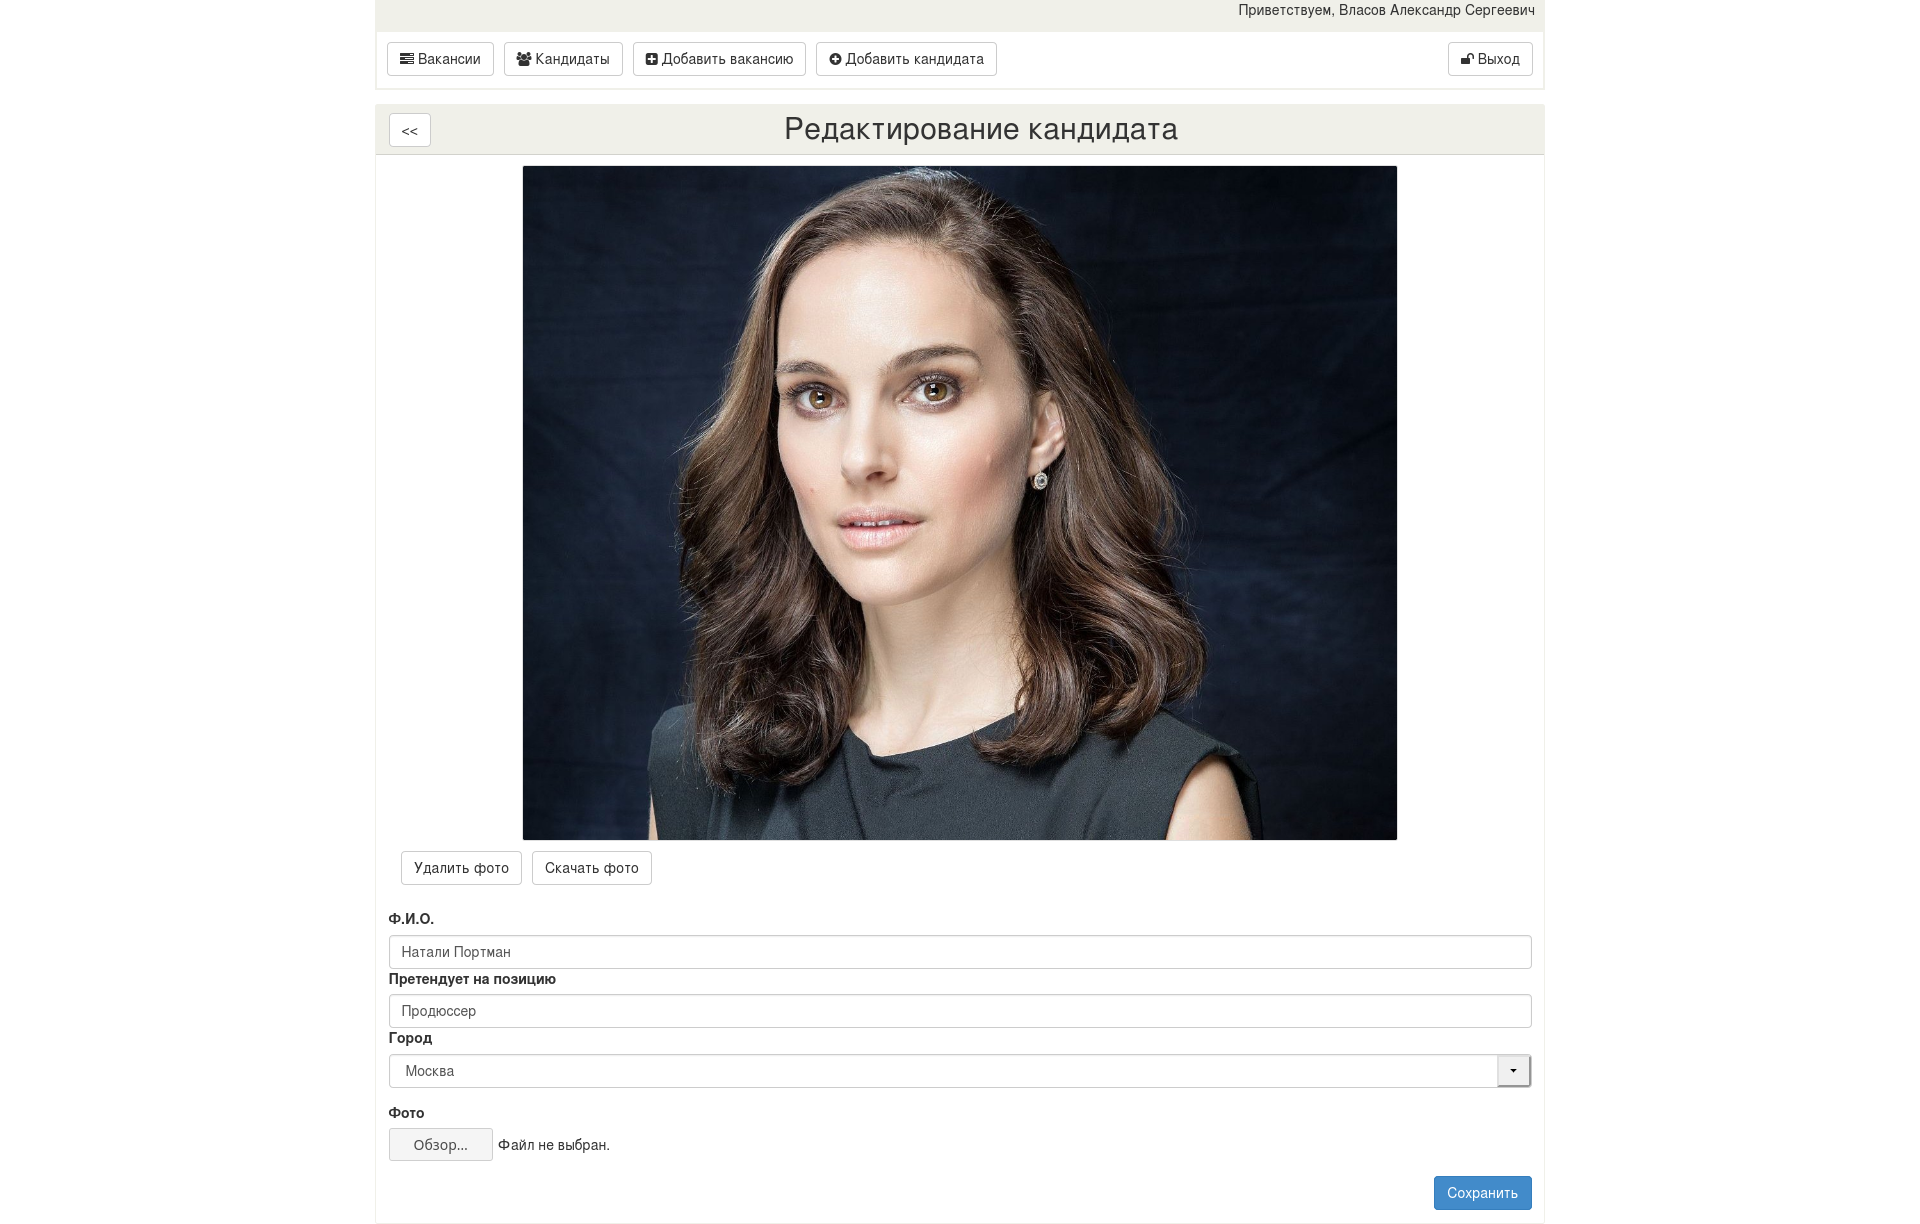 Приветствуем, Власов Александр Сергеевич
Вакансии Кандидаты Добавить вакансию Добавить кандидата Выход
<< Редактирование кандидата
Удалить фото Скачать фото
Ф.И.О.
Натали Портман
Претендует на позицию
Продюссер
Город
Москва
Фото
Обзор... Файл не выбран.
Сохранить